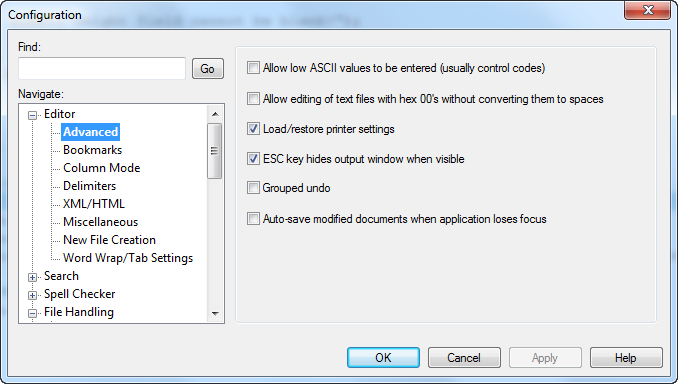 Configuration
Find:
Go
Navigate:
Editor
Advanced
Bookmarks
Column Mode
Delimiters
XML/HTML
Miscellaneous
New File Creation
Word Wrap/Tab Settings
Search
Spell Checker
File Handling
Allow low ASCII values to be entered (usually control codes)
Allow editing of text files with hex 00's without converting them to spaces
Load/restore printer settings
ESC key hides output window when visible
Grouped undo
Auto-save modified documents when application loses focus
OK
Cancel
Apply
Help